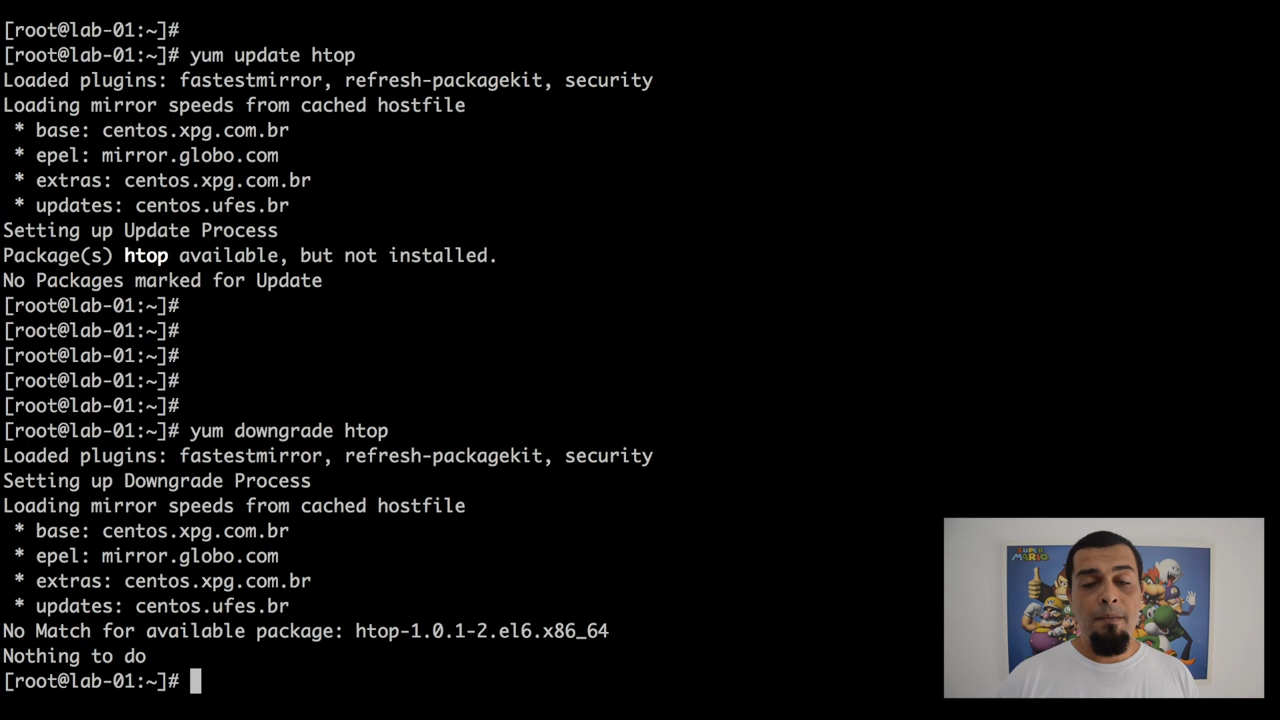 [root@lab-01:~]#
[root@lab-01:~]# yum update htop
Loaded plugins: fastestmirror, refresh-packagekit, security
Loading mirror speeds from cached hostfile
 * base: centos.xpg.com.br
 * epel: mirror.globo.com
 * extras: centos.xpg.com.br
 * updates: centos.ufes.br
Setting up Update Process
Package(s) htop available, but not installed.
No Packages marked for Update
[root@lab-01:~]#
[root@lab-01:~]#
[root@lab-01:~]#
[root@lab-01:~]#
[root@lab-01:~]#
[root@lab-01:~]# yum downgrade htop
Loaded plugins: fastestmirror, refresh-packagekit, security
Setting up Downgrade Process
Loading mirror speeds from cached hostfile
 * base: centos.xpg.com.br
 * epel: mirror.globo.com
 * extras: centos.xpg.com.br
 * updates: centos.ufes.br
No Match for available package: htop-1.0.1-2.el6.x86_64
Nothing to do
[root@lab-01:~]#
SUPER
MARIO